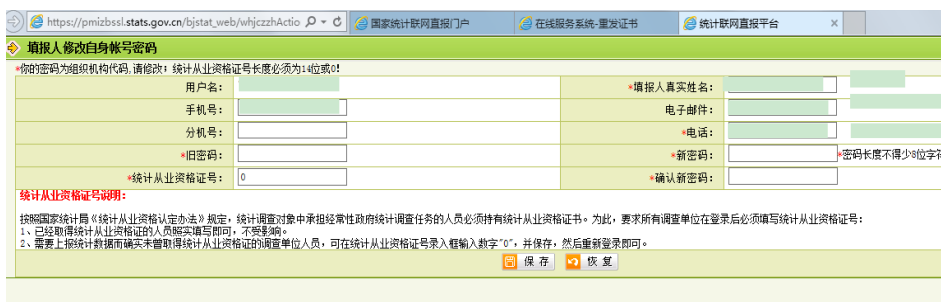 https://pmizbssl.stats.gov.cn/bjstat_web/whjczzhActio
国家统计联网直报门户
在线服务系统-重发证书
统计联网直报平台
填报人修改自身帐号密码
*你的密码为组织机构代码,请修改; 统计从业资格证号长度必须为14位或0!
用户名: *填报人真实姓名:
手机号: 电子邮件:
分机号: *电话:
*旧密码: *新密码: *密码长度不得少8位字符
*统计从业资格证号: 0 *确认新密码:
统计从业资格证号说明:
按照国家统计局《统计从业资格认定办法》规定，统计调查对象中承担经常性政府统计调查任务的人员必须持有统计从业资格证书。为此，要求所有调查单位在登录后必须填写统计从业资格证号:
1、已经取得统计从业资格证的人员照实填写即可，不受影响。
2、需要上报统计数据而确实未曾取得统计从业资格证的调查单位人员，可在统计从业资格证号录入框输入数字"0"，并保存，然后重新登录即可。
保存 恢复